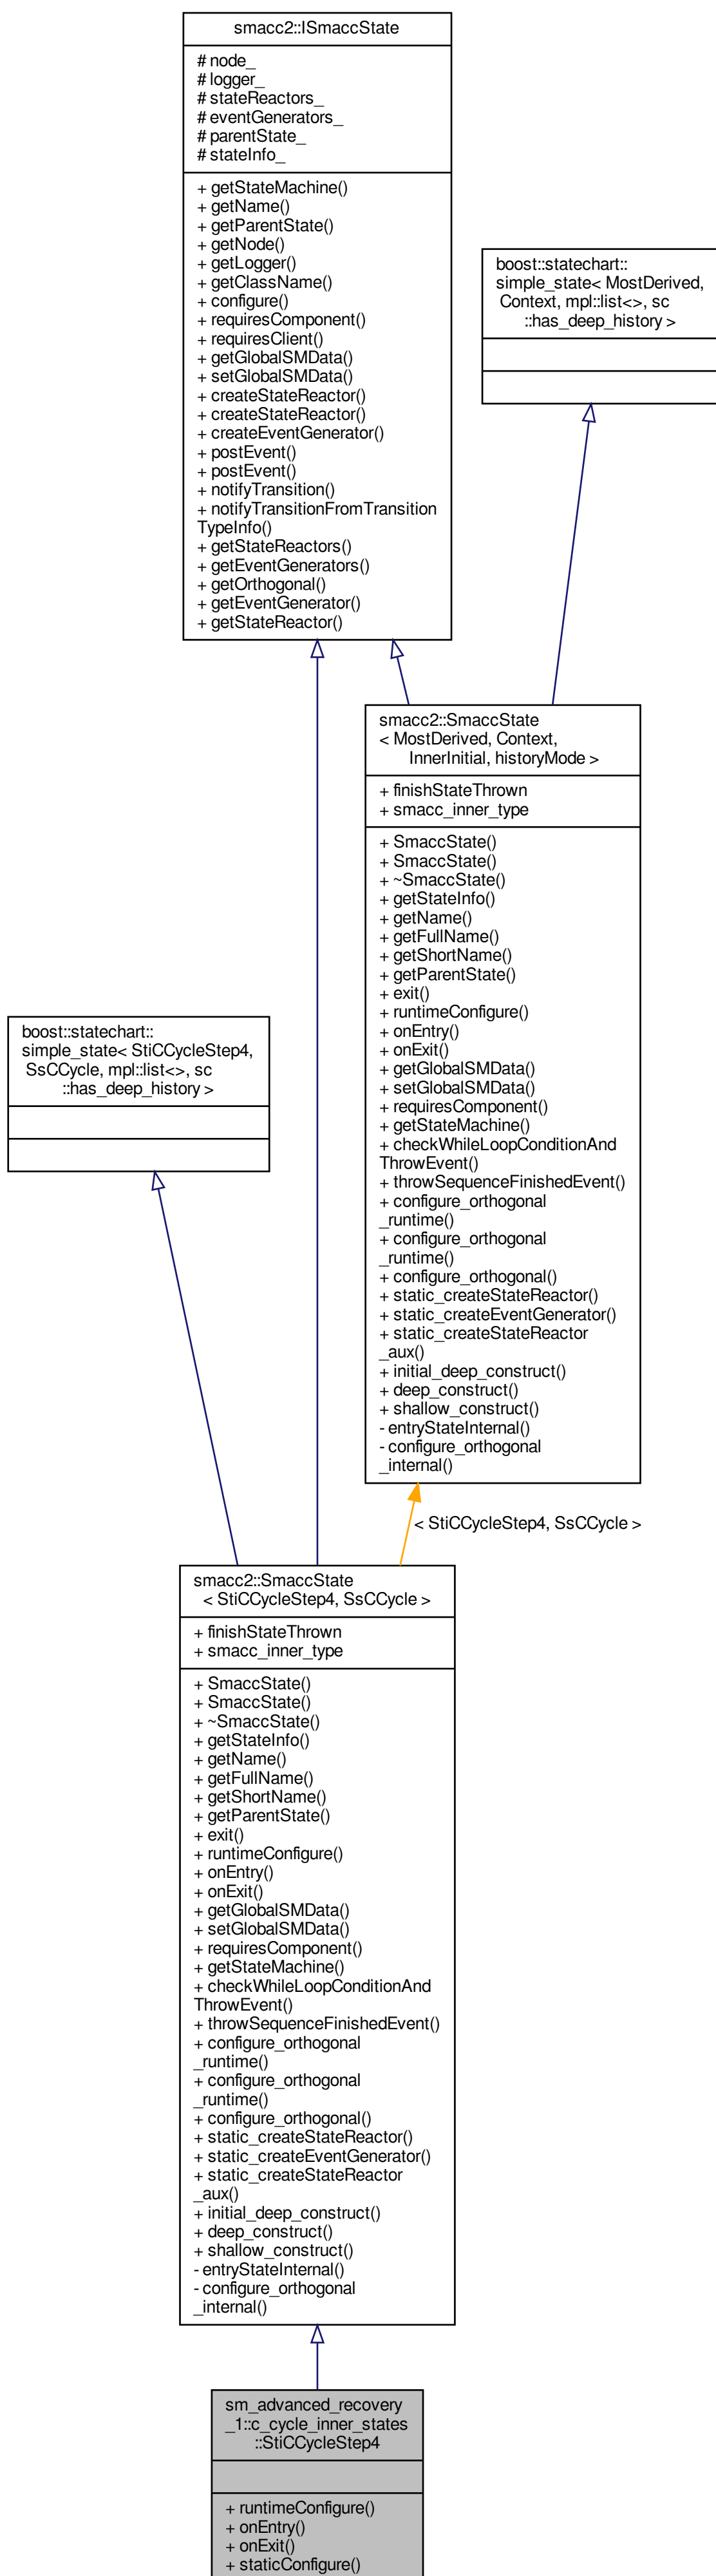 smacc2::ISmaccState
# node_
# logger_
# stateReactors_
# eventGenerators_
# parentState_
# stateInfo_
+ getStateMachine()
+ getName()
+ getParentState()
+ getNode()
+ getLogger()
+ getClassName()
+ configure()
+ requiresComponent()
+ requiresClient()
+ getGlobalSMData()
+ setGlobalSMData()
+ createStateReactor()
+ createStateReactor()
+ createEventGenerator()
+ postEvent()
+ postEvent()
+ notifyTransition()
+ notifyTransitionFromTransition
TypeInfo()
+ getStateReactors()
+ getEventGenerators()
+ getOrthogonal()
+ getEventGenerator()
+ getStateReactor()
boost::statechart::
simple_state< MostDerived,
Context, mpl::list<>, sc
::has_deep_history >
smacc2::SmaccState
< MostDerived, Context,
InnerInitial, historyMode >
+ finishStateThrown
+ smacc_inner_type
+ SmaccState()
+ SmaccState()
+ ~SmaccState()
+ getStateInfo()
+ getName()
+ getFullName()
+ getShortName()
+ getParentState()
+ exit()
+ runtimeConfigure()
+ onEntry()
+ onExit()
+ getGlobalSMData()
+ setGlobalSMData()
+ requiresComponent()
+ getStateMachine()
+ checkWhileLoopConditionAnd
ThrowEvent()
+ throwSequenceFinishedEvent()
+ configure_orthogonal
_runtime()
+ configure_orthogonal
_runtime()
+ configure_orthogonal()
+ static_createStateReactor()
+ static_createEventGenerator()
+ static_createStateReactor
_aux()
+ initial_deep_construct()
+ deep_construct()
+ shallow_construct()
- entryStateInternal()
- configure_orthogonal
_internal()
boost::statechart::
simple_state< StiCCycleStep4,
SsCCycle, mpl::list<>, sc
::has_deep_history >
< StiCCycleStep4, SsCCycle >
smacc2::SmaccState
< StiCCycleStep4, SsCCycle >
+ finishStateThrown
+ smacc_inner_type
+ SmaccState()
+ SmaccState()
+ ~SmaccState()
+ getStateInfo()
+ getName()
+ getFullName()
+ getShortName()
+ getParentState()
+ exit()
+ runtimeConfigure()
+ onEntry()
+ onExit()
+ getGlobalSMData()
+ setGlobalSMData()
+ requiresComponent()
+ getStateMachine()
+ checkWhileLoopConditionAnd
ThrowEvent()
+ throwSequenceFinishedEvent()
+ configure_orthogonal
_runtime()
+ configure_orthogonal
_runtime()
+ configure_orthogonal()
+ static_createStateReactor()
+ static_createEventGenerator()
+ static_createStateReactor
_aux()
+ initial_deep_construct()
+ deep_construct()
+ shallow_construct()
- entryStateInternal()
- configure_orthogonal
_internal()
sm_advanced_recovery
_1::c_cycle_inner_states
::StiCCycleStep4
+ runtimeConfigure()
+ onEntry()
+ onExit()
+ staticConfigure()